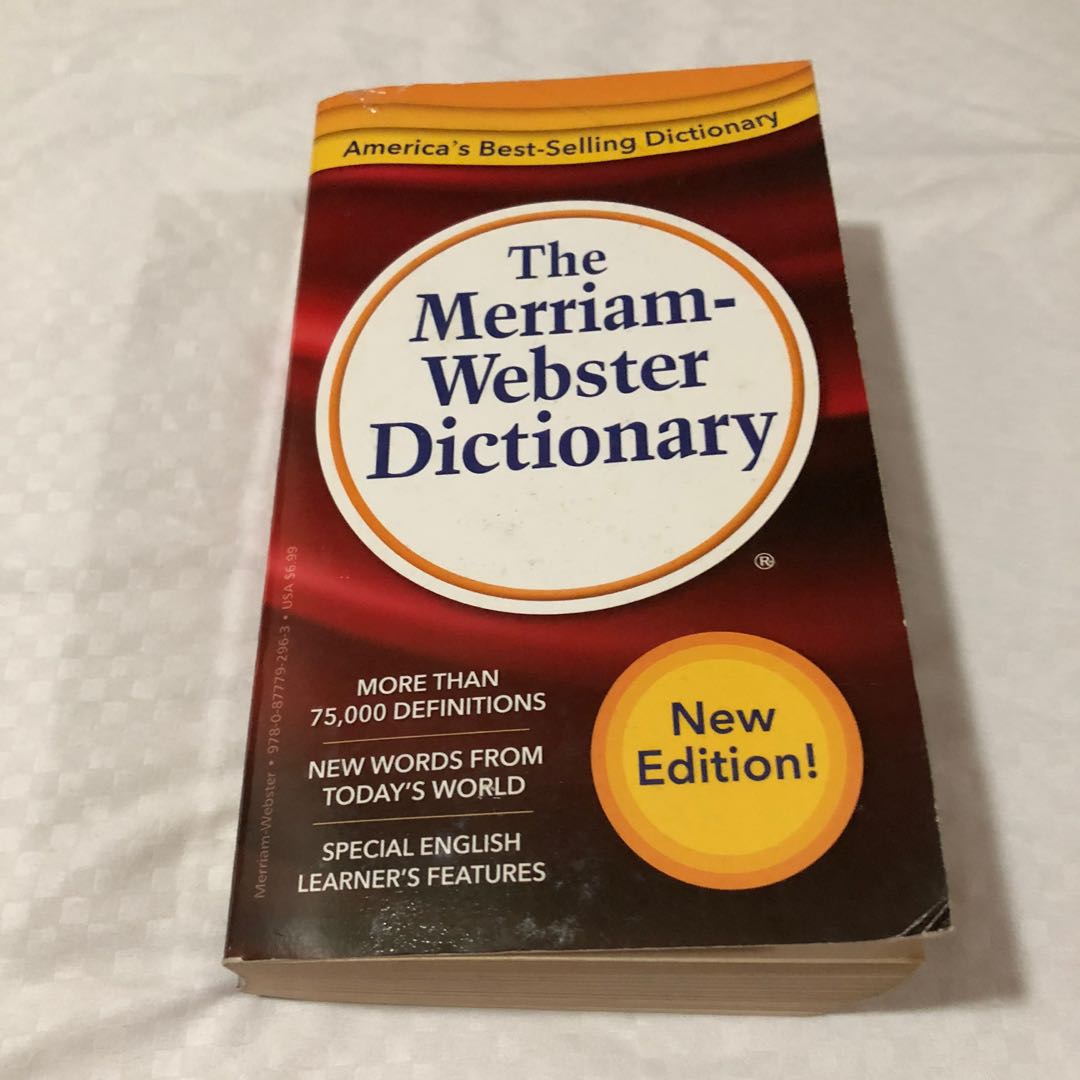 America's Best-Selling Dictionary
The
Merriam-
Webster
Dictionary
®
MORE THAN
75,000 DEFINITIONS
NEW WORDS FROM
TODAY'S WORLD
SPECIAL ENGLISH
LEARNER'S FEATURES
New
Edition!
Merriam-Webster • 978-0-87779-296-3 • USA $6.99